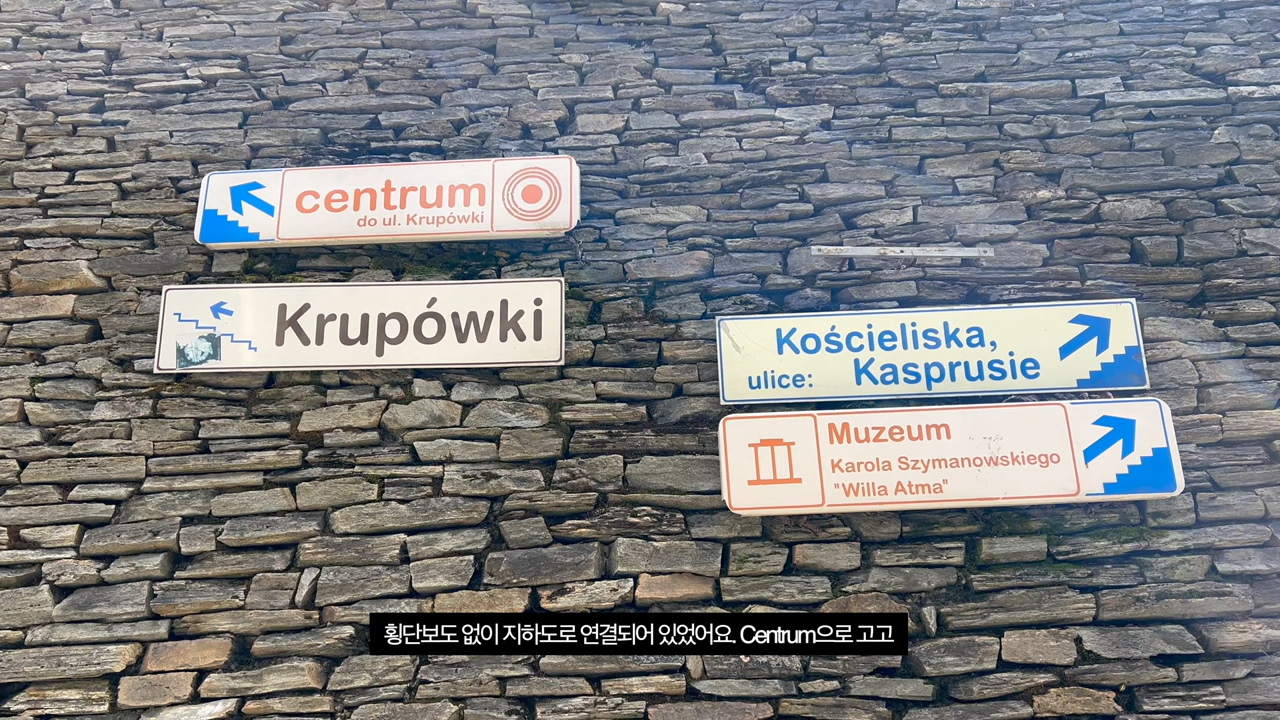 centrum
do ul. Krupówki
Krupówki
Kościeliska,
ulice: Kasprusie
Muzeum
Karola Szymanowskiego
"Willa Atma"
횡단보도 없이 지하도로 연결되어 있었어요. Centrum으로 고고